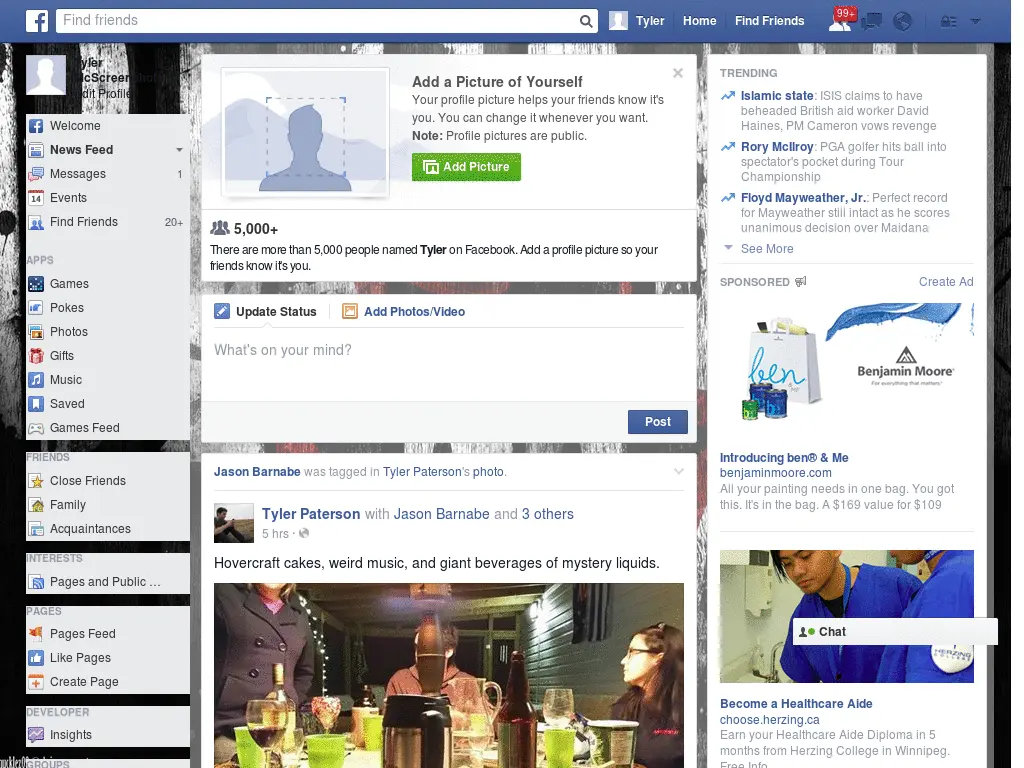 Find friends
Tyler
Home
Find Friends
99+
Tyler
McScreenshot
Edit Profile
Welcome
News Feed
Messages 1
14 Events
Find Friends 20+
APPS
Games
Pokes
Photos
Gifts
Music
Saved
Games Feed
FRIENDS
Close Friends
Family
Acquaintances
INTERESTS
Pages and Public ...
PAGES
Pages Feed
Like Pages
Create Page
DEVELOPER
Insights
GROUPS
Add a Picture of Yourself
Your profile picture helps your friends know it's
you. You can change it whenever you want.
Note: Profile pictures are public.
Add Picture
5,000+
There are more than 5,000 people named Tyler on Facebook. Add a profile picture so your
friends know it's you.
Update Status
Add Photos/Video
What's on your mind?
Post
Jason Barnabe was tagged in Tyler Paterson's photo.
Tyler Paterson with Jason Barnabe and 3 others
5 hrs ·
Hovercraft cakes, weird music, and giant beverages of mystery liquids.
TRENDING
Islamic state: ISIS claims to have
beheaded British aid worker David
Haines, PM Cameron vows revenge
Rory McIlroy: PGA golfer hits ball into
spectator's pocket during Tour
Championship
Floyd Mayweather, Jr.: Perfect record
for Mayweather still intact as he scores
unanimous decision over Maidana
See More
SPONSORED
Create Ad
ben
Benjamin Moore®
For everything that matters.®
Introducing ben® & Me
benjaminmoore.com
All your painting needs in one bag. You got
this. It's in the bag. A $169 value for $109
Chat
HERZING
COLLEGE
Become a Healthcare Aide
choose.herzing.ca
Earn your Healthcare Aide Diploma in 5
months from Herzing College in Winnipeg.
Free Info